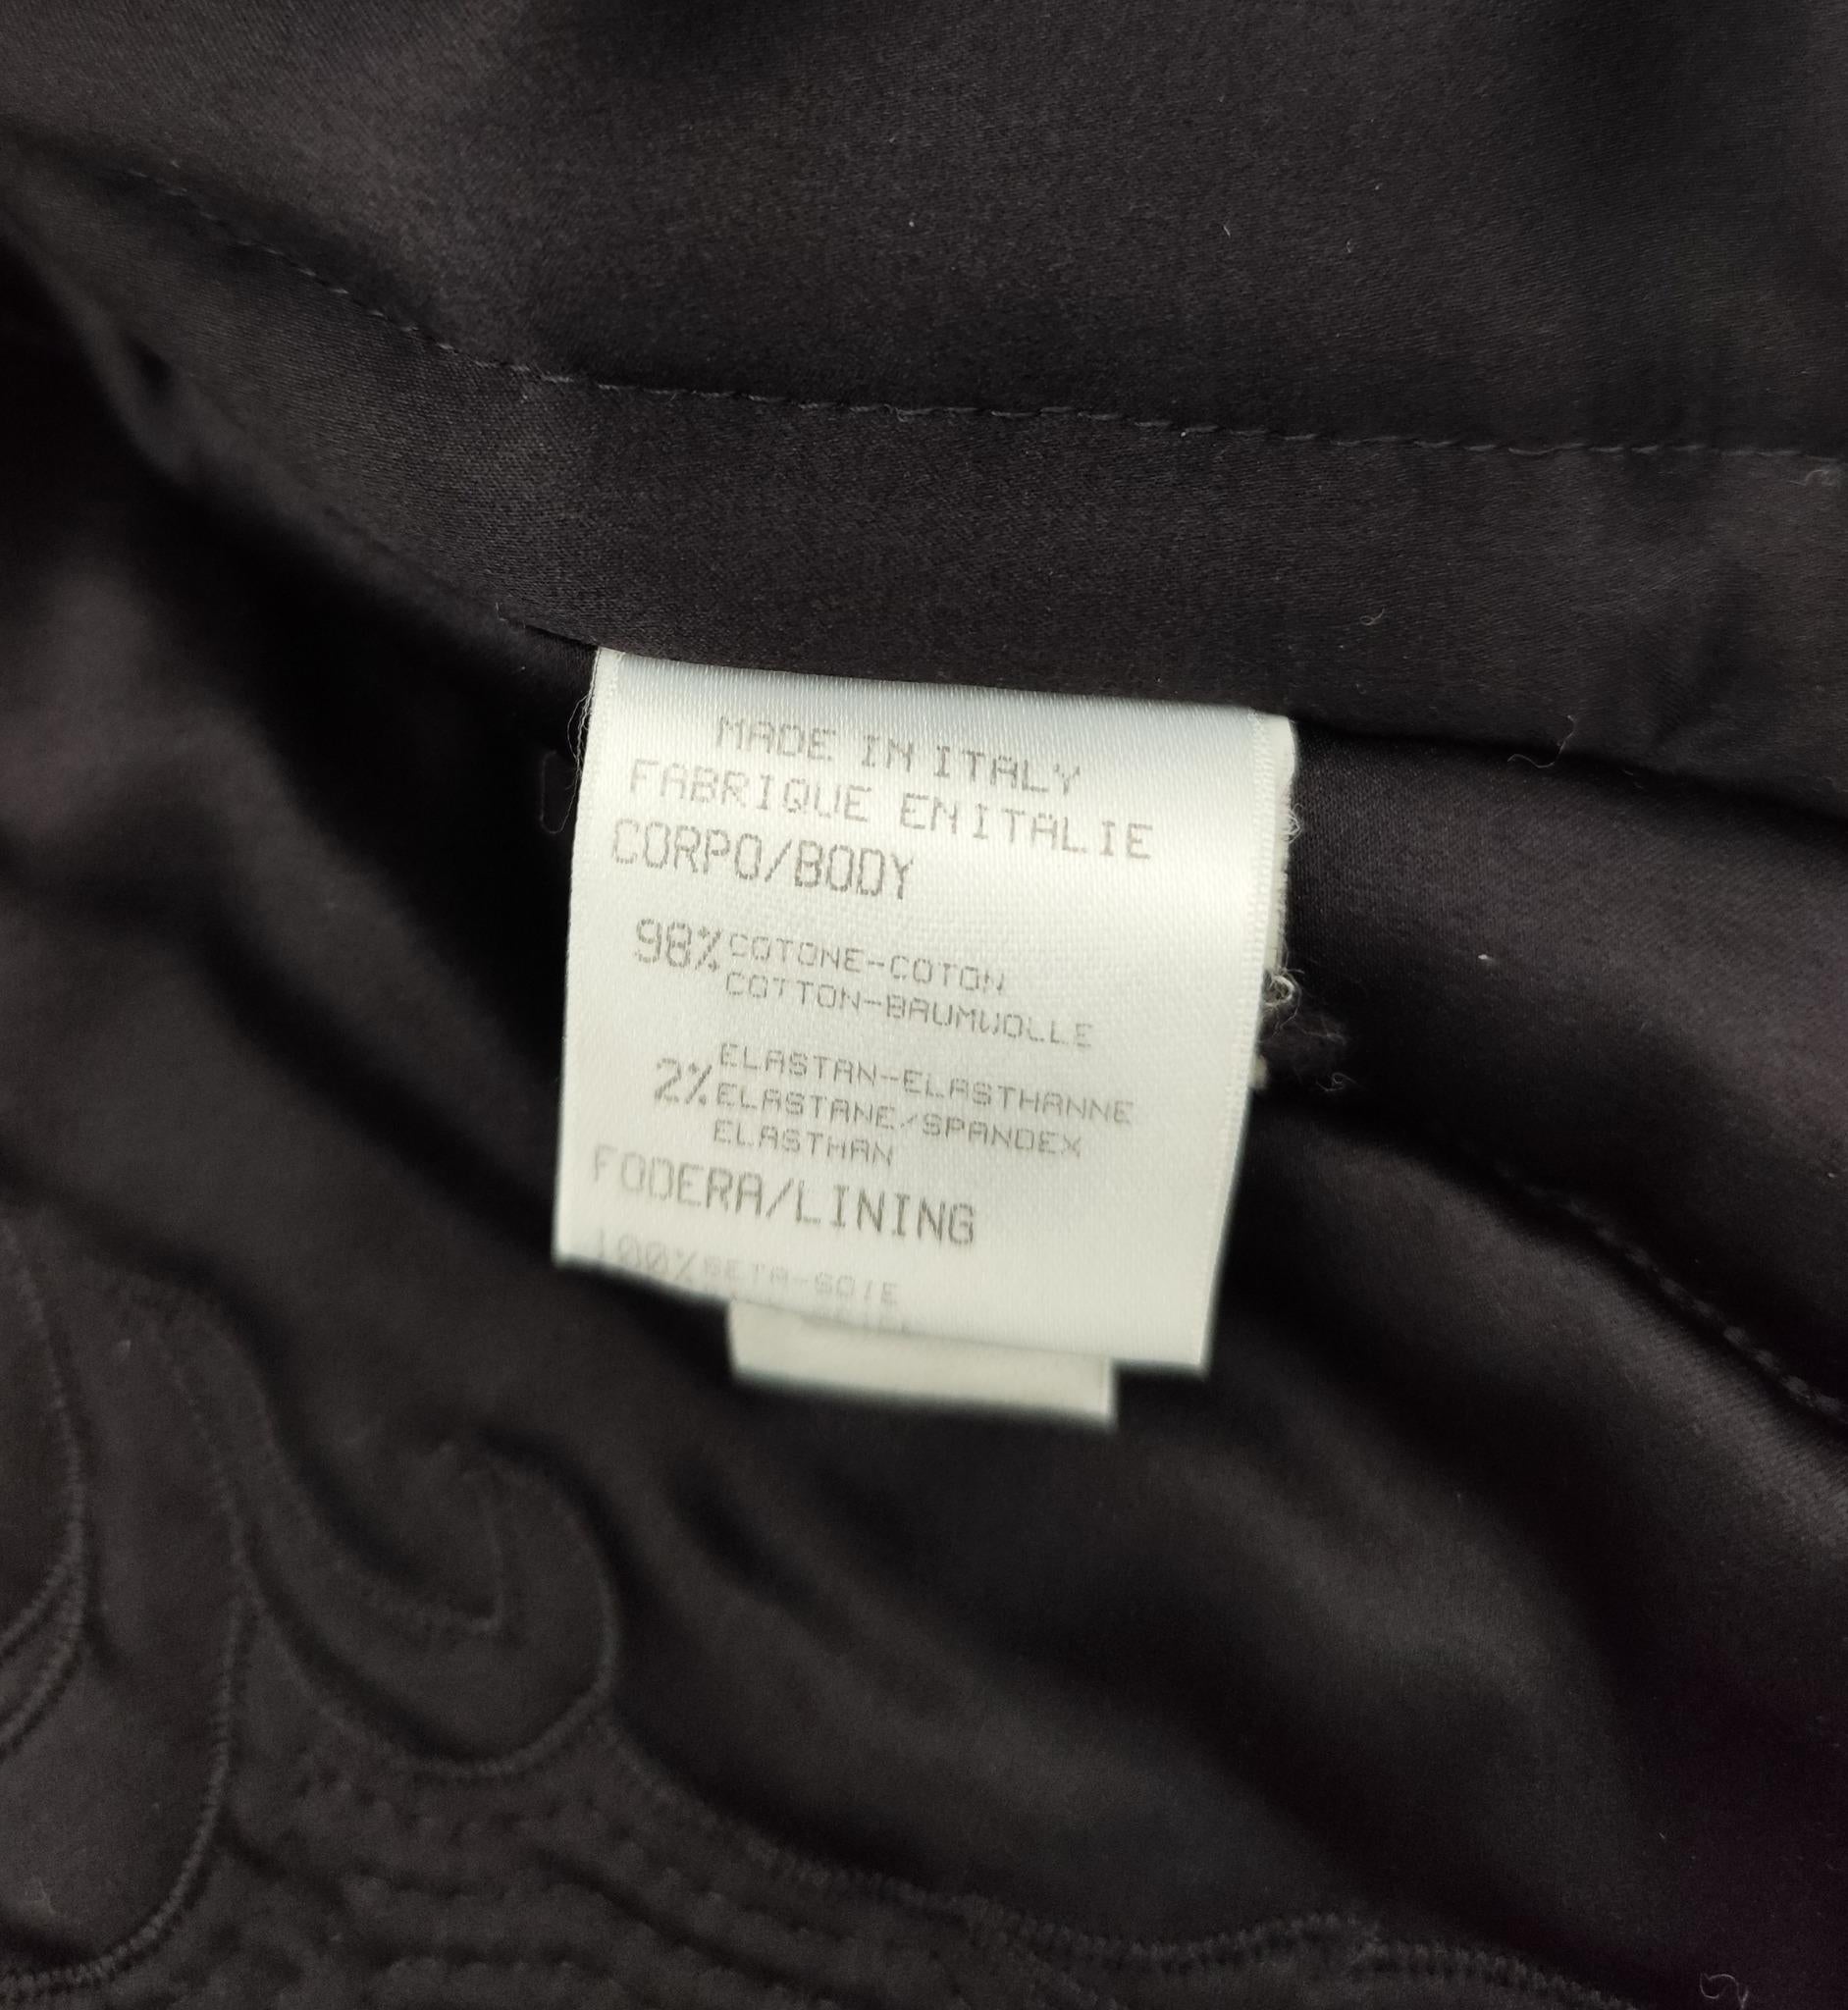 MADE IN ITALY
FABRIQUE EN ITALIE
CORPO/BODY
98% COTONE-COTON
COTTON-BAUMWOLLE
ELASTAN-ELASTHANNE
2% ELASTANE/SPANDEX
ELASTHAN
FODERA/LINING
100% SETA-SOIE